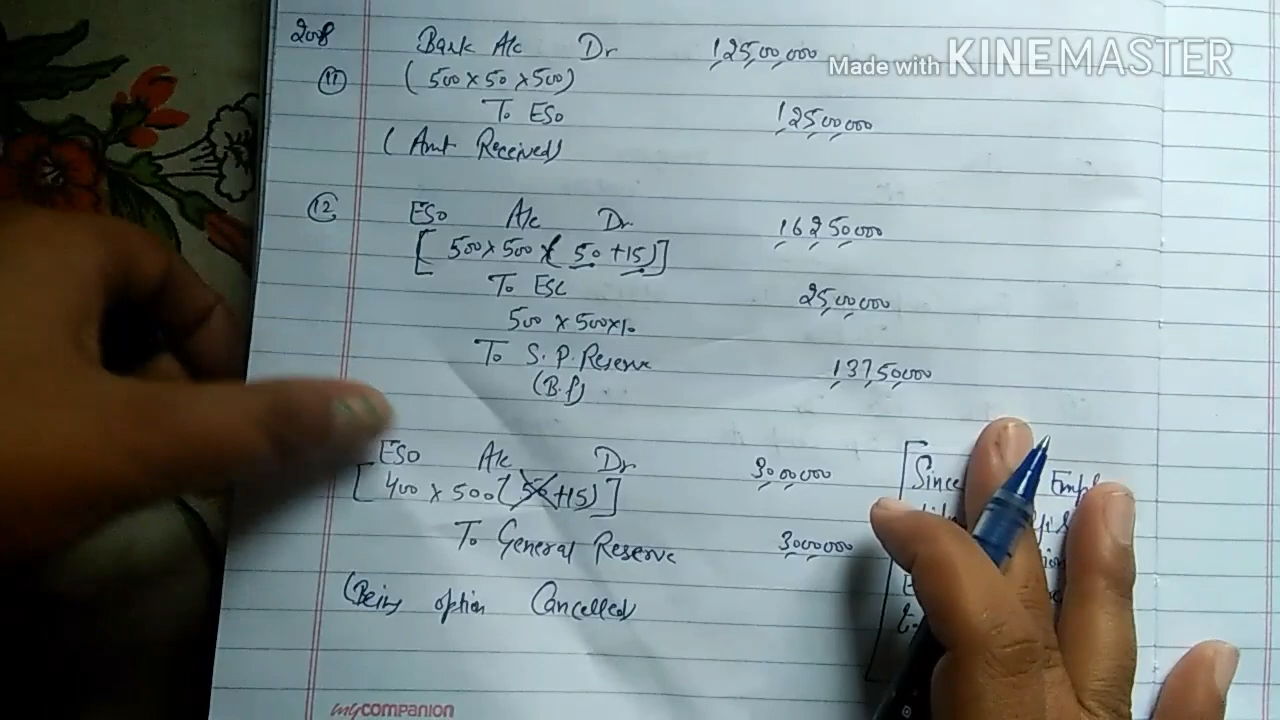 2008 Bank A/c Dr 1,25,00,000
Made with KINEMASTER
(11) (500 x 50 x 500)
To ESO 1,25,00,000
(Amt Received)
(12) ESO A/c Dr 1,62,50,000
[500 x 500 x (50 + 15)]
To ESC 25,00,000
500 x 500 x 10
To S.P. Reserve 1,37,50,000
(B.f)
ESO A/c Dr 30,00,000
[400 x 500 (50 + 15)]
Since Empl
To General Reserve 30,00,000
(Being option Cancelled)
mycompanion